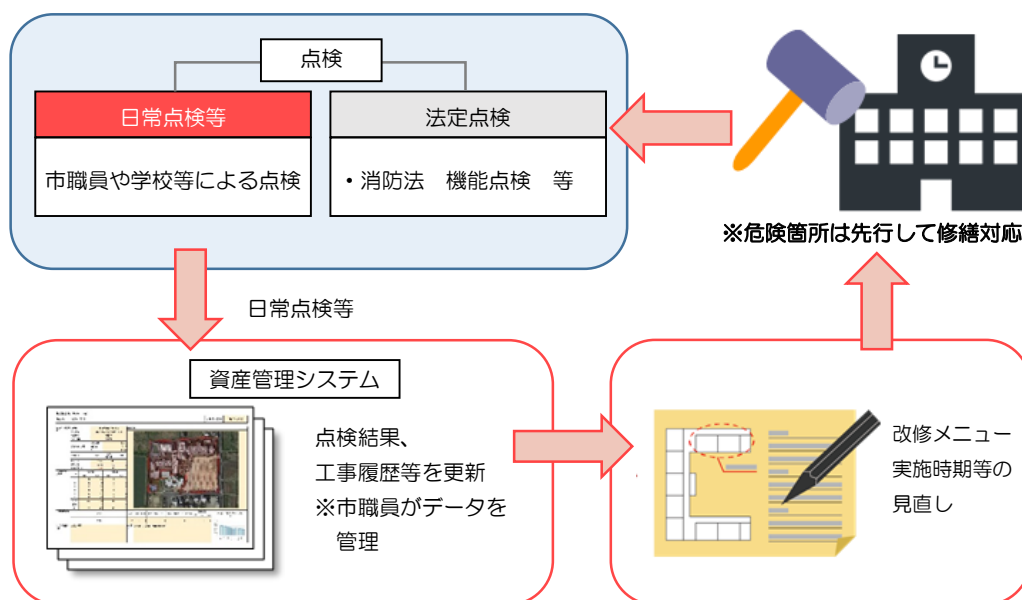 点検
日常点検等
市職員や学校等による点検
法定点検
・消防法　機能点検　等
※危険箇所は先行して修繕対応
日常点検等
資産管理システム
点検結果、
工事履歴等を更新
※市職員がデータを
管理
改修メニュー
実施時期等の
見直し